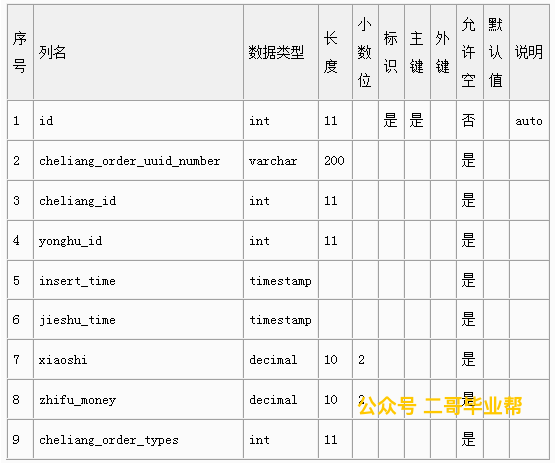 序号 列名 数据类型 长度 小数位 标识 主键 外键 允许空 默认值 说明
1 id int 11 是 是 否 auto
2 cheliang_order_uuid_number varchar 200 是
3 cheliang_id int 11 是
4 yonghu_id int 11 是
5 insert_time timestamp 是
6 jieshu_time timestamp 是
7 xiaoshi decimal 10 2 是
8 zhifu_money decimal 10 2 是
公众号 二哥毕业帮
9 cheliang_order_types int 11 是